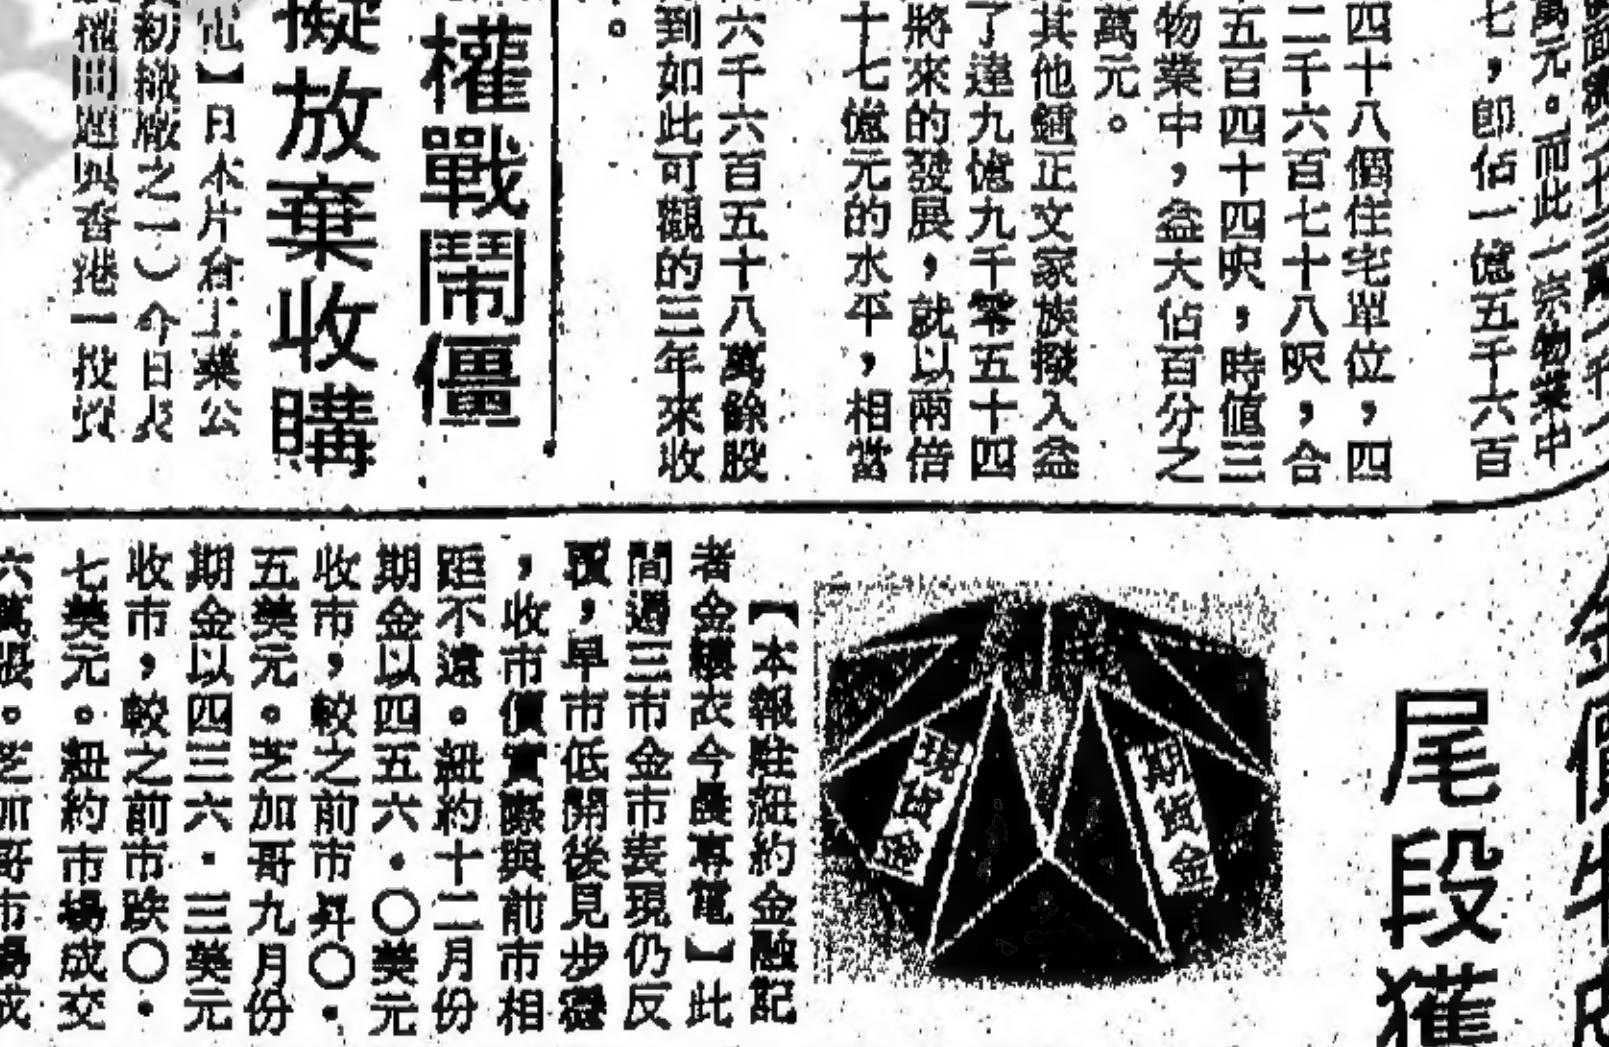 萬元。而此一宗物業中
七，即佔一億五千六百
四十八個住宅單位，四
二千六百七十八呎，合
五百四十四呎，時值三
物業中，益大佔百分之
萬元。
其他鍾正文家族撥入益
了達九億九千零五十四
將來的發展，就以兩倍
十七億元的水平，相當
六千六百五十八萬餘股
到如此可觀的三年來收
。
權戰鬧僵
擬放棄收購
電】日本片倉工業公
紡織廠之一）今日表
權問題與香港一投資
尾段獲
現貨金
期貨金
【本報駐紐約金融記
者金縷衣今晨專電】此
間週三市金市表現仍反
覆，早市低開後見步穩
，收市價實際與前市相
距不遠。紐約十二月份
期金以四五六．〇美元
收市，較之前市昇〇．
五美元。芝加哥九月份
期金以四三六．三美元
收市，較之前市跌〇．
七美元。紐約市場成交
六萬張。芝加哥市場成